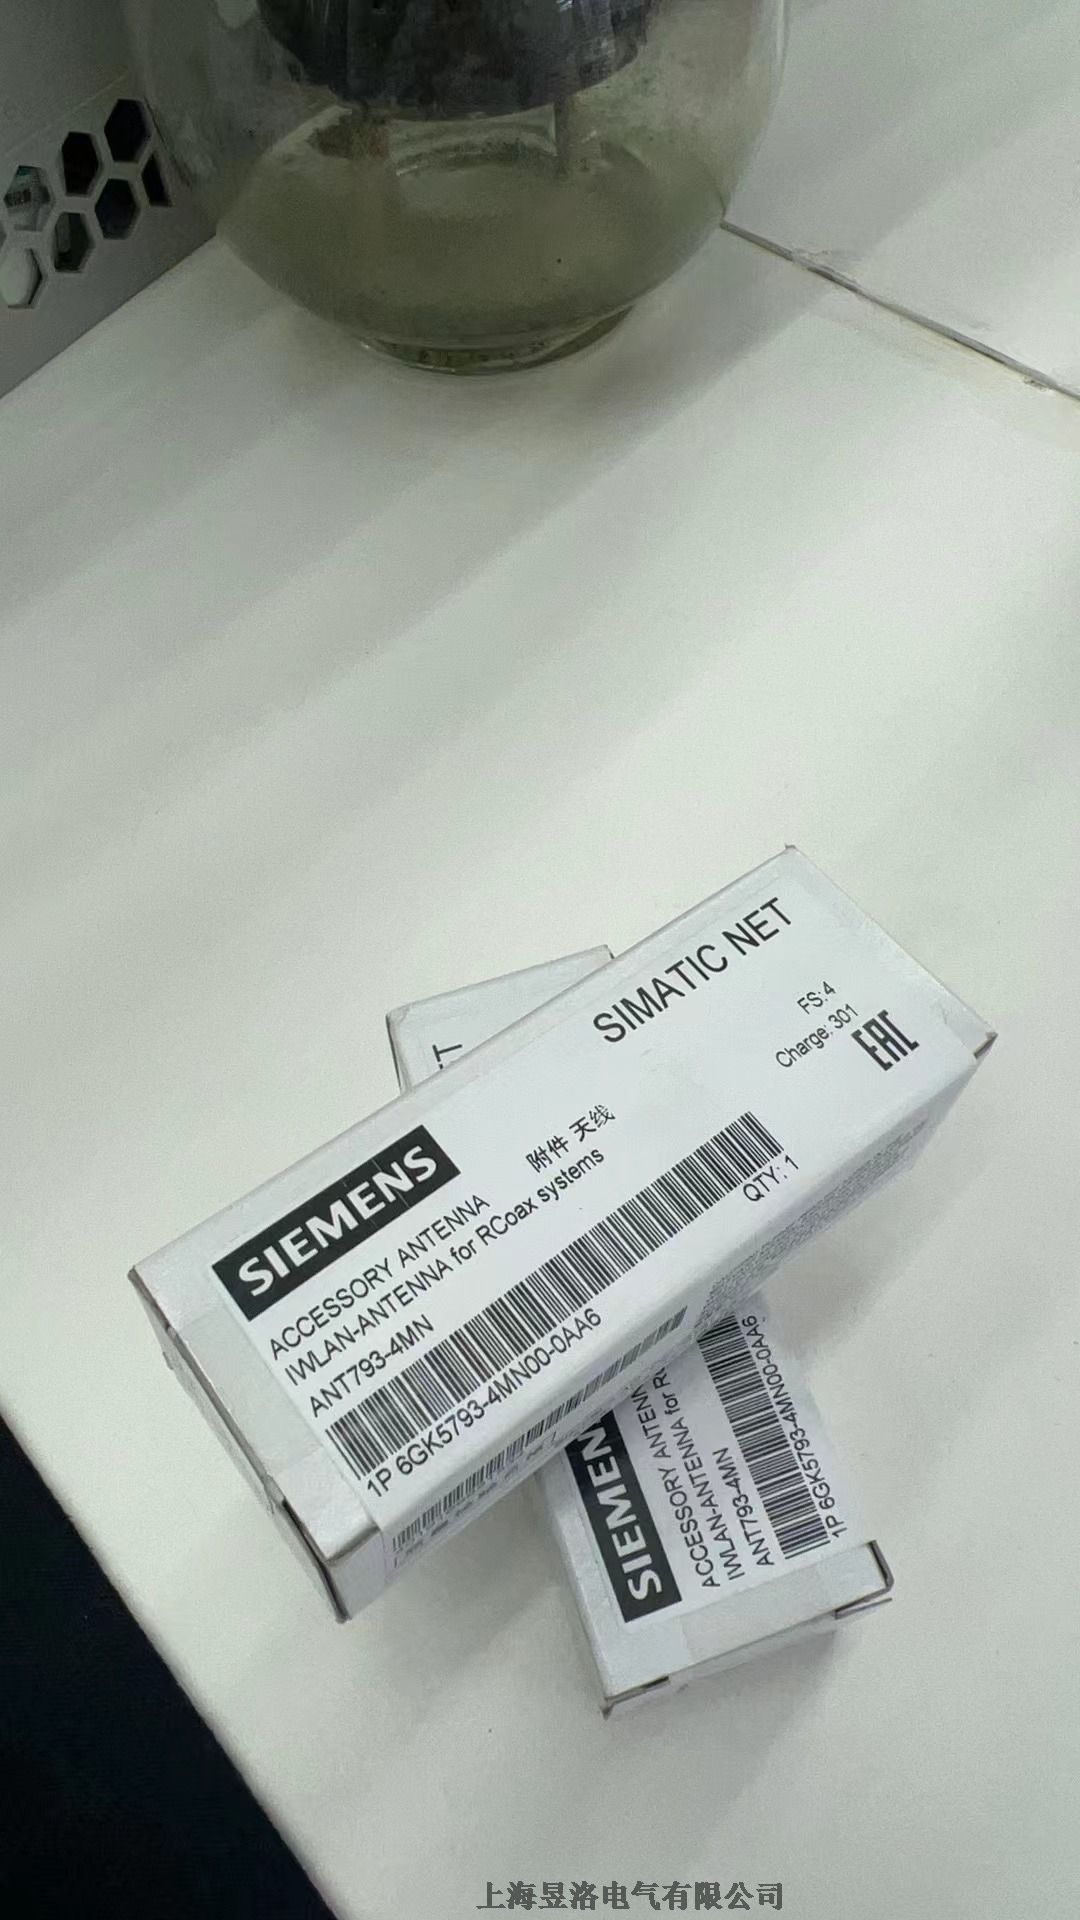 SIEMENS
SIMATIC NET
附件 天线
ACCESSORY ANTENNA
IWLAN-ANTENNA for RCoax systems
ANT793-4MN
FS:4
Charge: 301
EAC
QTY: 1
1P 6GK5793-4MN00-0AA6
T
SIEMEN
ACCESSORY ANTENN
IWLAN-ANTENNA for R
ANT793-4MN
1P 6GK5793-4MN00-0AA6
上海昱洛电气有限公司